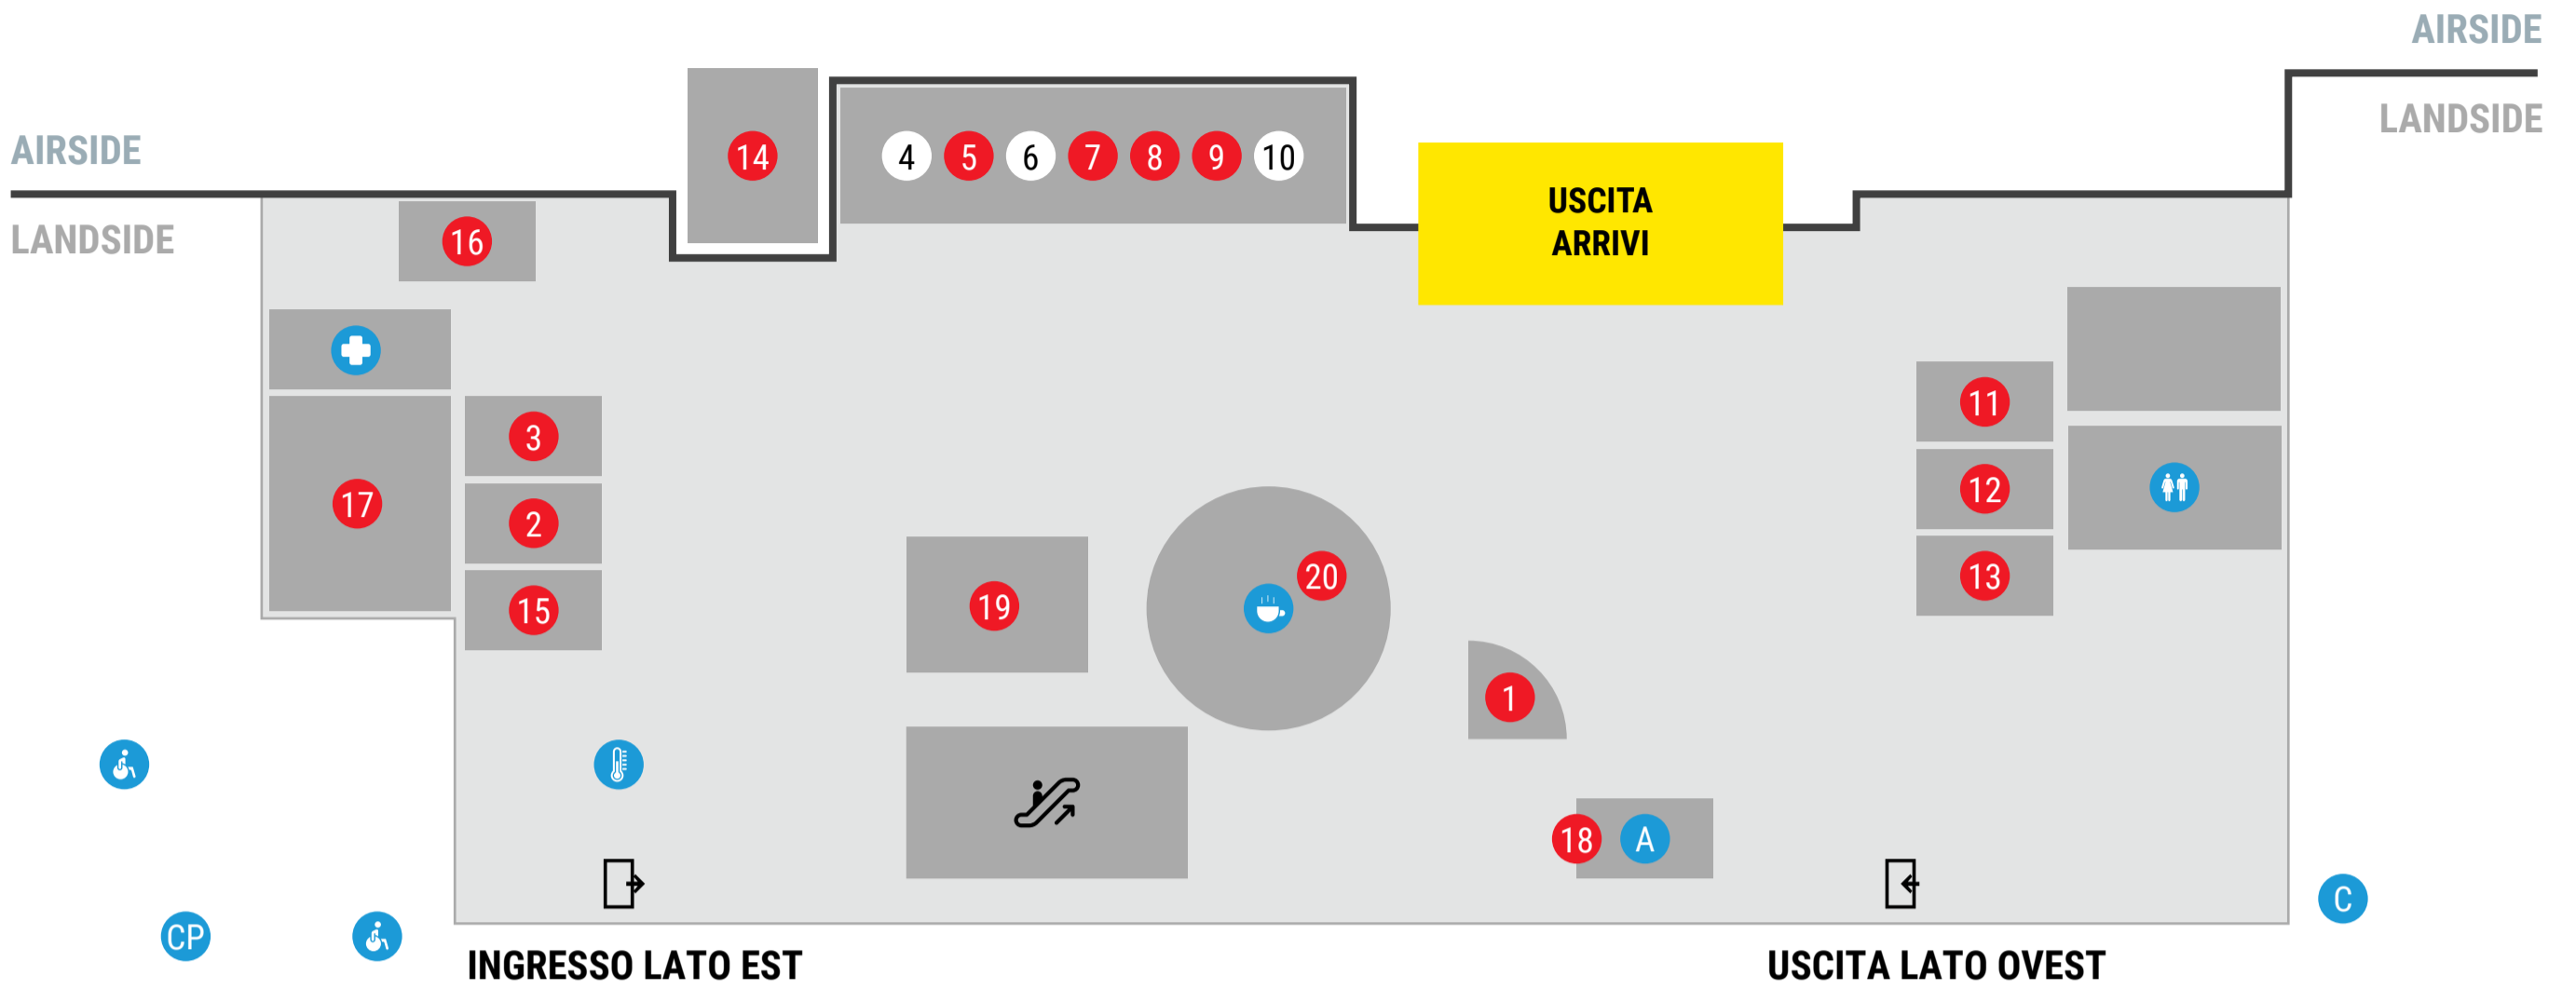 AIRSIDE
LANDSIDE
AIRSIDE
LANDSIDE
14
4 5 6 7 8 9 10
USCITA
ARRIVI
16
3
17
2
15
11
12
13
19
20
1
18 A
CP
C
INGRESSO LATO EST
USCITA LATO OVEST